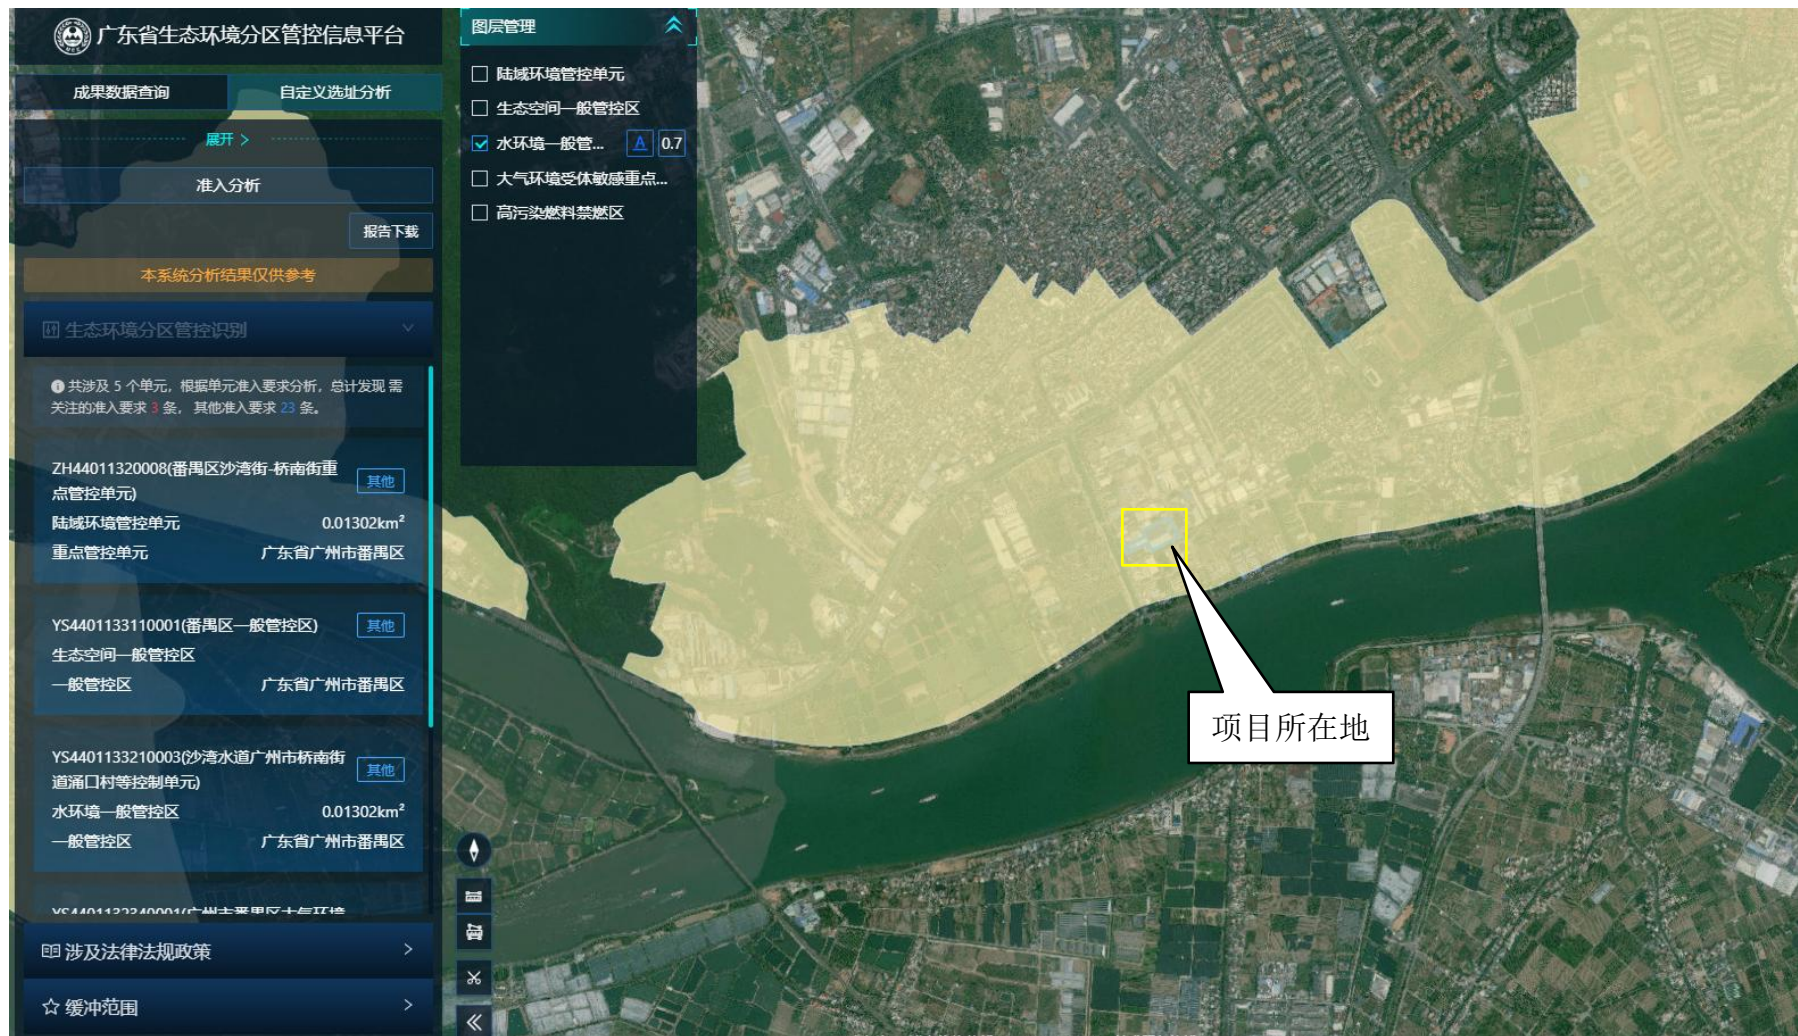 广东省生态环境分区管控信息平台
成果数据查询
自定义选址分析
展开 >
准入分析
报告下载
本系统分析结果仅供参考
生态环境分区管控识别
共涉及 5 个单元，根据单元准入要求分析，总计发现 需
关注的准入要求 3 条， 其他准入要求 23 条。
ZH44011320008(番禺区沙湾街-桥南街重
点管控单元)
其他
陆域环境管控单元 0.01302km²
重点管控单元 广东省广州市番禺区
YS4401133110001(番禺区一般管控区)
其他
生态空间一般管控区
一般管控区 广东省广州市番禺区
YS4401133210003(沙湾水道广州市桥南街
道涌口村等控制单元)
其他
水环境一般管控区 0.01302km²
一般管控区 广东省广州市番禺区
YS4401132340001(广州市番禺区大气环境
涉及法律法规政策
缓冲范围
图层管理
陆域环境管控单元
生态空间一般管控区
水环境一般管... A 0.7
大气环境受体敏感重点...
高污染燃料禁燃区
项目所在地